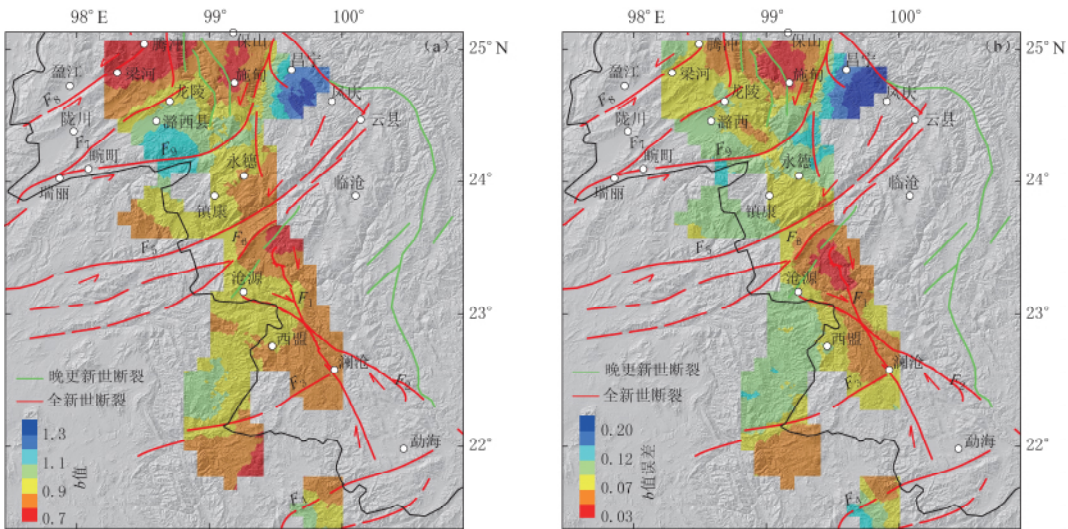 98° E 99° 100°
(a)
25° N
24°
23°
22°
腾冲
保山
盈江
梁河
施甸
昌宁
龙陵
凤庆
F8
潞西县
云县
陇川
F7
畹町
F9
永德
瑞丽
临沧
镇康
F5
F6
沧源
F1
西盟
澜沧
F3
F2
晚更新世断裂
全新世断裂
勐海
F4
b值
1.3
1.1
0.9
0.7
98° E 99° 100°
(b)
25° N
24°
23°
22°
腾冲
保山
盈江
梁河
施甸
昌宁
龙陵
凤庆
F8
潞西
云县
陇川
F7
畹町
F9
永德
瑞丽
临沧
镇康
F5
F6
沧源
F1
西盟
澜沧
F3
F2
晚更新世断裂
全新世断裂
勐海
F4
b值误差
0.20
0.12
0.07
0.03